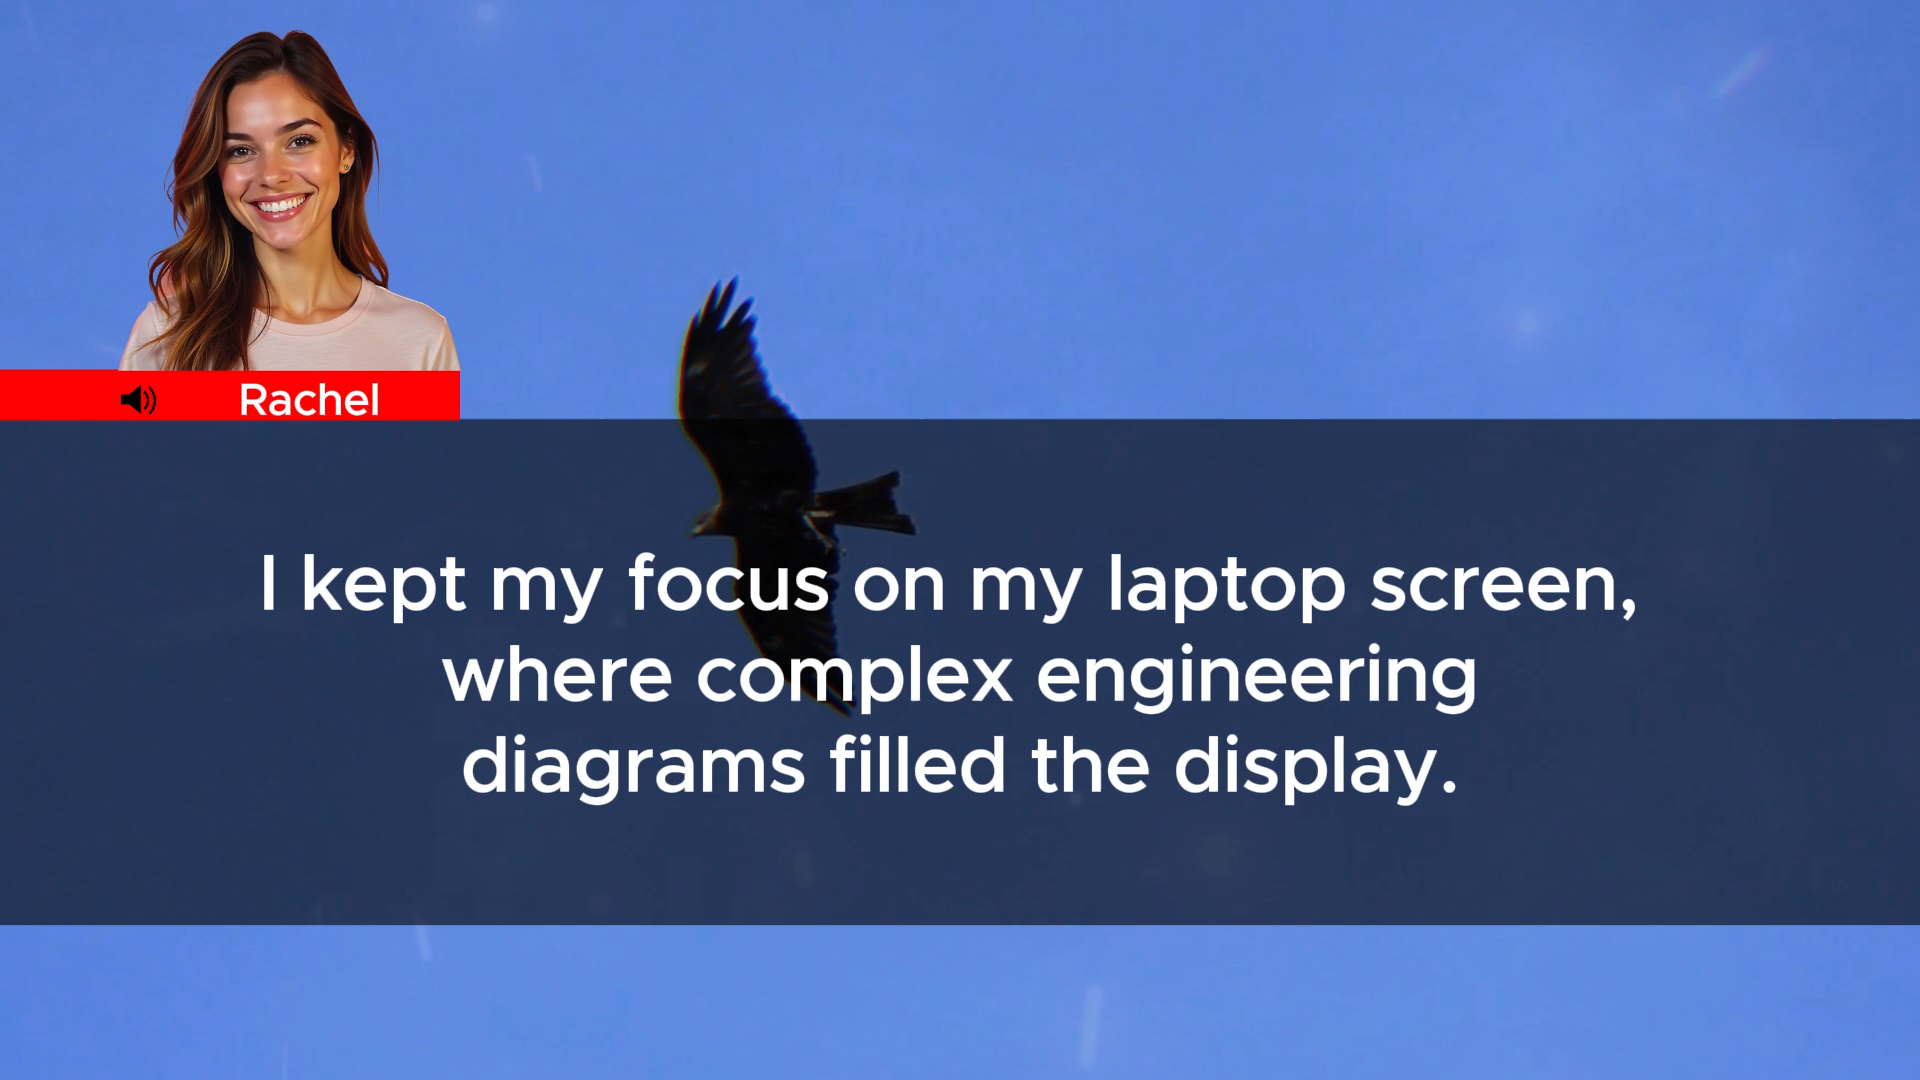 Rachel
I kept my focus on my laptop screen,
where complex engineering
diagrams filled the display.